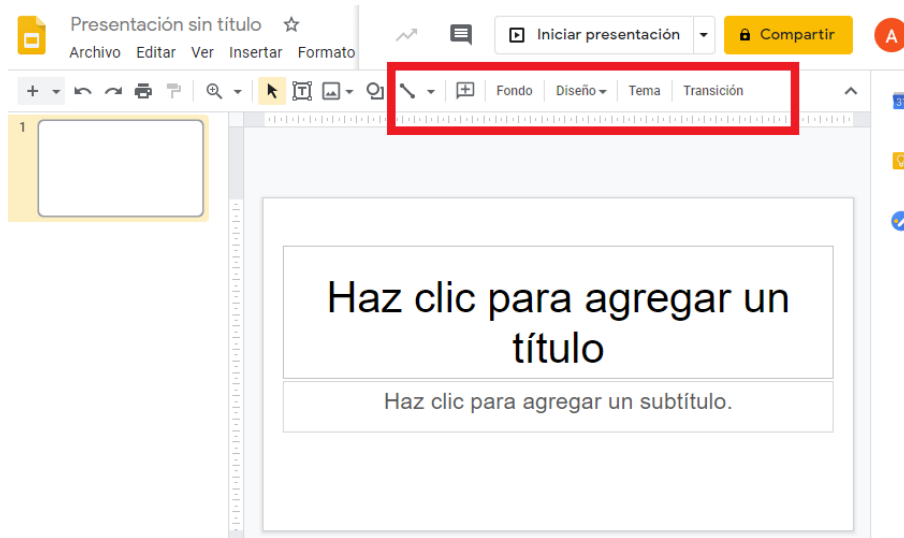 Presentación sin título
Archivo Editar Ver Insertar Formato
Iniciar presentación
Compartir
A
Fondo Diseño Tema Transición
31
1
Haz clic para agregar un
título
Haz clic para agregar un subtítulo.